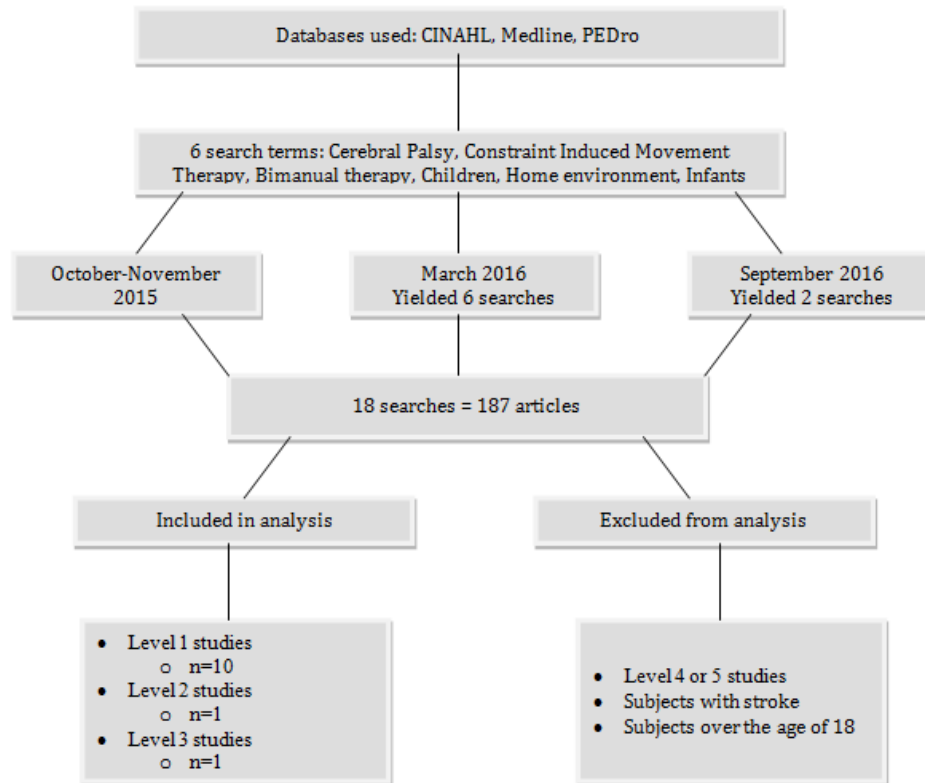 Databases used: CINAHL, Medline, PEDro
6 search terms: Cerebral Palsy, Constraint Induced Movement
Therapy, Bimanual therapy, Children, Home environment, Infants
October-November
2015
March 2016
Yielded 6 searches
September 2016
Yielded 2 searches
18 searches = 187 articles
Included in analysis
Excluded from analysis
• Level 1 studies
o n=10
• Level 2 studies
o n=1
• Level 3 studies
o n=1
• Level 4 or 5 studies
• Subjects with stroke
• Subjects over the age of 18